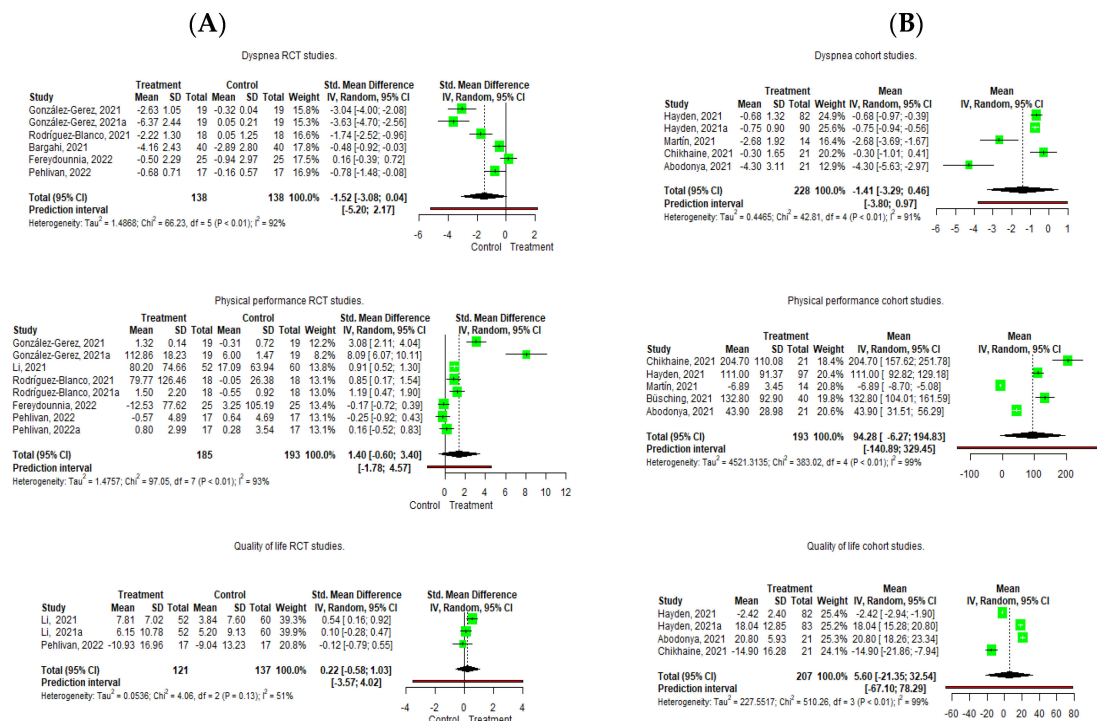 (A)
Dyspnea RCT studies.
Treatment Control Std. Mean Difference Std. Mean Difference
Study Mean SD Total Mean SD Total Weight IV, Random, 95% CI IV, Random, 95% CI
González-Gerez, 2021 -2.63 1.05 19 -0.32 0.04 19 15.8% -3.04 [-4.00; -2.08]
González-Gerez, 2021a -6.37 2.44 19 0.05 0.21 19 15.3% -3.63 [-4.70; -2.56]
Rodríguez-Blanco, 2021 -2.22 1.30 18 0.05 1.25 18 16.5% -1.74 [-2.52; -0.96]
Bargahi, 2021 -4.16 2.43 40 -2.89 2.80 40 17.7% -0.48 [-0.92; -0.03]
Fereydounnia, 2022 -0.50 2.29 25 -0.94 2.97 25 17.3% 0.16 [-0.39; 0.72]
Pehlivan, 2022 -0.68 0.71 17 -0.16 0.57 17 16.8% -0.78 [-1.48; -0.08]
Total (95% CI) 138 138 100.0% -1.52 [-3.08; 0.04]
Prediction interval [-5.20; 2.17]
Heterogeneity: Tau² = 1.4868; Chi² = 66.23, df = 5 (P < 0.01); I² = 92%
-6 -4 -2 0 2
Control Treatment
Physical performance RCT studies.
Treatment Control Std. Mean Difference Std. Mean Difference
Study Mean SD Total Mean SD Total Weight IV, Random, 95% CI IV, Random, 95% CI
González-Gerez, 2021 1.32 0.14 19 -0.31 0.72 19 12.2% 3.08 [ 2.11; 4.04]
González-Gerez, 2021a 112.86 18.23 19 6.00 1.47 19 8.2% 8.09 [ 6.07; 10.11]
Li, 2021 80.20 74.66 52 17.09 63.94 60 13.7% 0.91 [ 0.52; 1.30]
Rodríguez-Blanco, 2021 79.77 126.46 18 -0.05 26.38 18 13.1% 0.85 [ 0.17; 1.54]
Rodríguez-Blanco, 2021a 1.50 2.20 18 -0.55 0.92 18 13.0% 1.19 [ 0.47; 1.90]
Fereydounnia, 2022 -12.53 77.62 25 3.25 105.19 25 13.4% -0.17 [-0.72; 0.39]
Pehlivan, 2022 -0.57 4.89 17 0.64 4.69 17 13.1% -0.25 [-0.92; 0.43]
Pehlivan, 2022a 0.80 2.99 17 0.28 3.54 17 13.1% 0.16 [-0.52; 0.83]
Total (95% CI) 185 193 100.0% 1.40 [-0.60; 3.40]
Prediction interval [-1.78; 4.57]
Heterogeneity: Tau² = 1.4757; Chi² = 97.05, df = 7 (P < 0.01); I² = 93%
0 2 4 6 8 10 12
Control Treatment
Quality of life RCT studies.
Treatment Control Std. Mean Difference Std. Mean Difference
Study Mean SD Total Mean SD Total Weight IV, Random, 95% CI IV, Random, 95% CI
Li, 2021 7.81 7.02 52 3.84 7.60 60 39.3% 0.54 [ 0.16; 0.92]
Li, 2021a 6.15 10.78 52 5.20 9.13 60 39.9% 0.10 [-0.28; 0.47]
Pehlivan, 2022 -10.93 16.96 17 -9.04 13.23 17 20.8% -0.12 [-0.79; 0.55]
Total (95% CI) 121 137 100.0% 0.22 [-0.58; 1.03]
Prediction interval [-3.57; 4.02]
Heterogeneity: Tau² = 0.0536; Chi² = 4.06, df = 2 (P = 0.13); I² = 51%
-4 -2 0 2 4
Control Treatment
(B)
Dyspnea cohort studies.
Treatment Mean Mean
Study Mean SD Total Weight IV, Random, 95% CI IV, Random, 95% CI
Hayden, 2021 -0.68 1.32 82 24.9% -0.68 [-0.97; -0.39]
Hayden, 2021a -0.75 0.90 90 25.6% -0.75 [-0.94; -0.56]
Martín, 2021 -2.68 1.92 14 14.6% -2.68 [-3.69; -1.67]
Chikhaine, 2021 -0.30 1.65 21 22.0% -0.30 [-1.01; 0.41]
Abodonya, 2021 -4.30 3.11 21 12.9% -4.30 [-5.63; -2.97]
Total (95% CI) 228 100.0% -1.41 [-3.29; 0.46]
Prediction interval [-3.80; 0.97]
Heterogeneity: Tau² = 0.4465; Chi² = 42.81, df = 4 (P < 0.01); I² = 91%
-5 -4 -3 -2 -1 0 1
Physical performance cohort studies.
Treatment Mean Mean
Study Mean SD Total Weight IV, Random, 95% CI IV, Random, 95% CI
Chikhaine, 2021 204.70 110.08 21 18.4% 204.70 [ 157.62; 251.78]
Hayden, 2021 111.00 91.37 97 20.4% 111.00 [ 92.82; 129.18]
Martín, 2021 -6.89 3.45 14 20.7% -6.89 [ -8.70; -5.08]
Büsching, 2021 132.80 92.90 40 19.9% 132.80 [ 104.01; 161.59]
Abodonya, 2021 43.90 28.98 21 20.6% 43.90 [ 31.51; 56.29]
Total (95% CI) 193 100.0% 94.28 [ -6.27; 194.83]
Prediction interval [-140.89; 329.45]
Heterogeneity: Tau² = 4521.3135; Chi² = 383.02, df = 4 (P < 0.01); I² = 99%
-100 0 100 200
Quality of life cohort studies.
Treatment Mean Mean
Study Mean SD Total Weight IV, Random, 95% CI IV, Random, 95% CI
Hayden, 2021 -2.42 2.40 82 25.4% -2.42 [ -2.94; -1.90]
Hayden, 2021a 18.04 12.85 83 25.2% 18.04 [ 15.28; 20.80]
Abodonya, 2021 20.80 5.93 21 25.3% 20.80 [ 18.26; 23.34]
Chikhaine, 2021 -14.90 16.28 21 24.1% -14.90 [-21.86; -7.94]
Total (95% CI) 207 100.0% 5.60 [-21.35; 32.54]
Prediction interval [-67.10; 78.29]
Heterogeneity: Tau² = 227.5517; Chi² = 510.26, df = 3 (P < 0.01); I² = 99%
-60 -40 -20 0 20 40 60 80